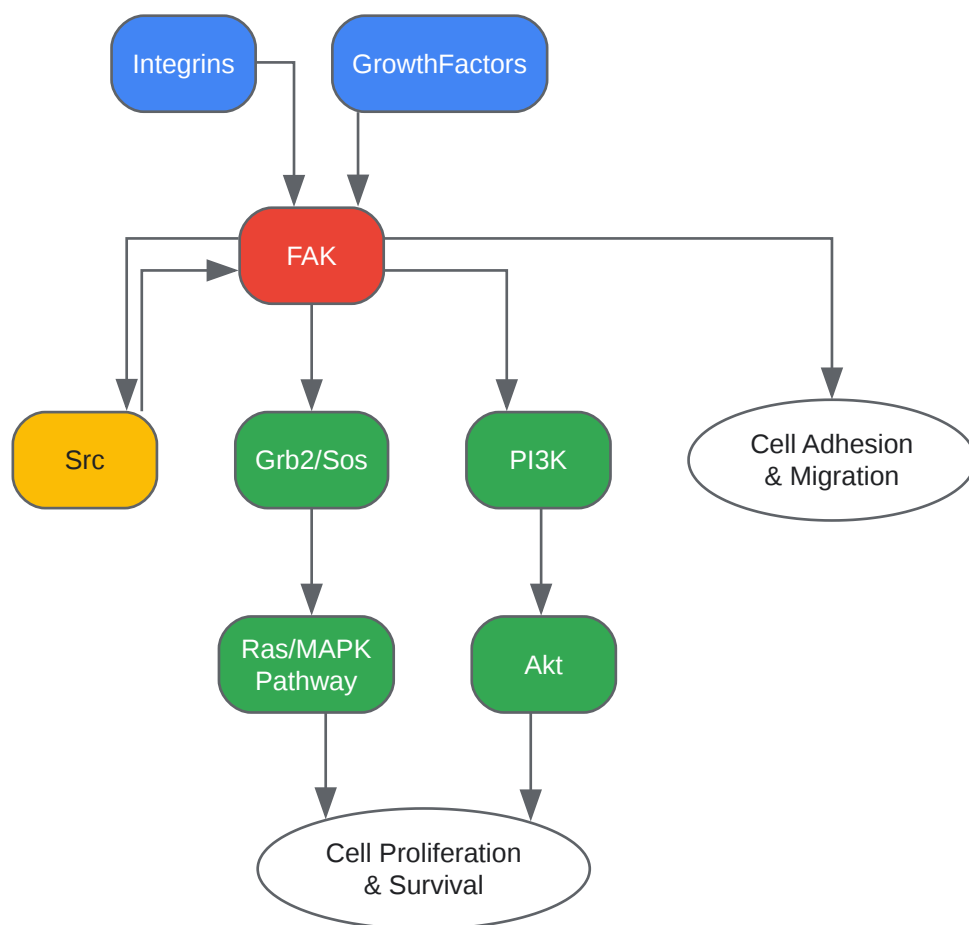 Integrins
GrowthFactors
FAK
Src
Grb2/Sos
PI3K
Cell Adhesion
& Migration
Ras/MAPK
Pathway
Akt
Cell Proliferation
& Survival